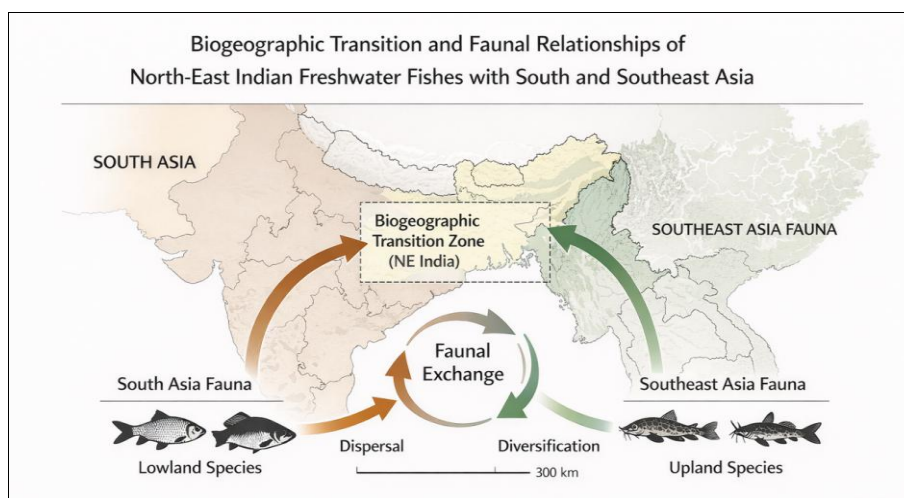 Biogeographic Transition and Faunal Relationships of
North-East Indian Freshwater Fishes with South and Southeast Asia
SOUTH ASIA
Biogeographic
Transition Zone
(NE India)
SOUTHEAST ASIA FAUNA
Faunal
Exchange
South Asia Fauna
Southeast Asia Fauna
Dispersal
Diversification
Lowland Species
Upland Species
300 km